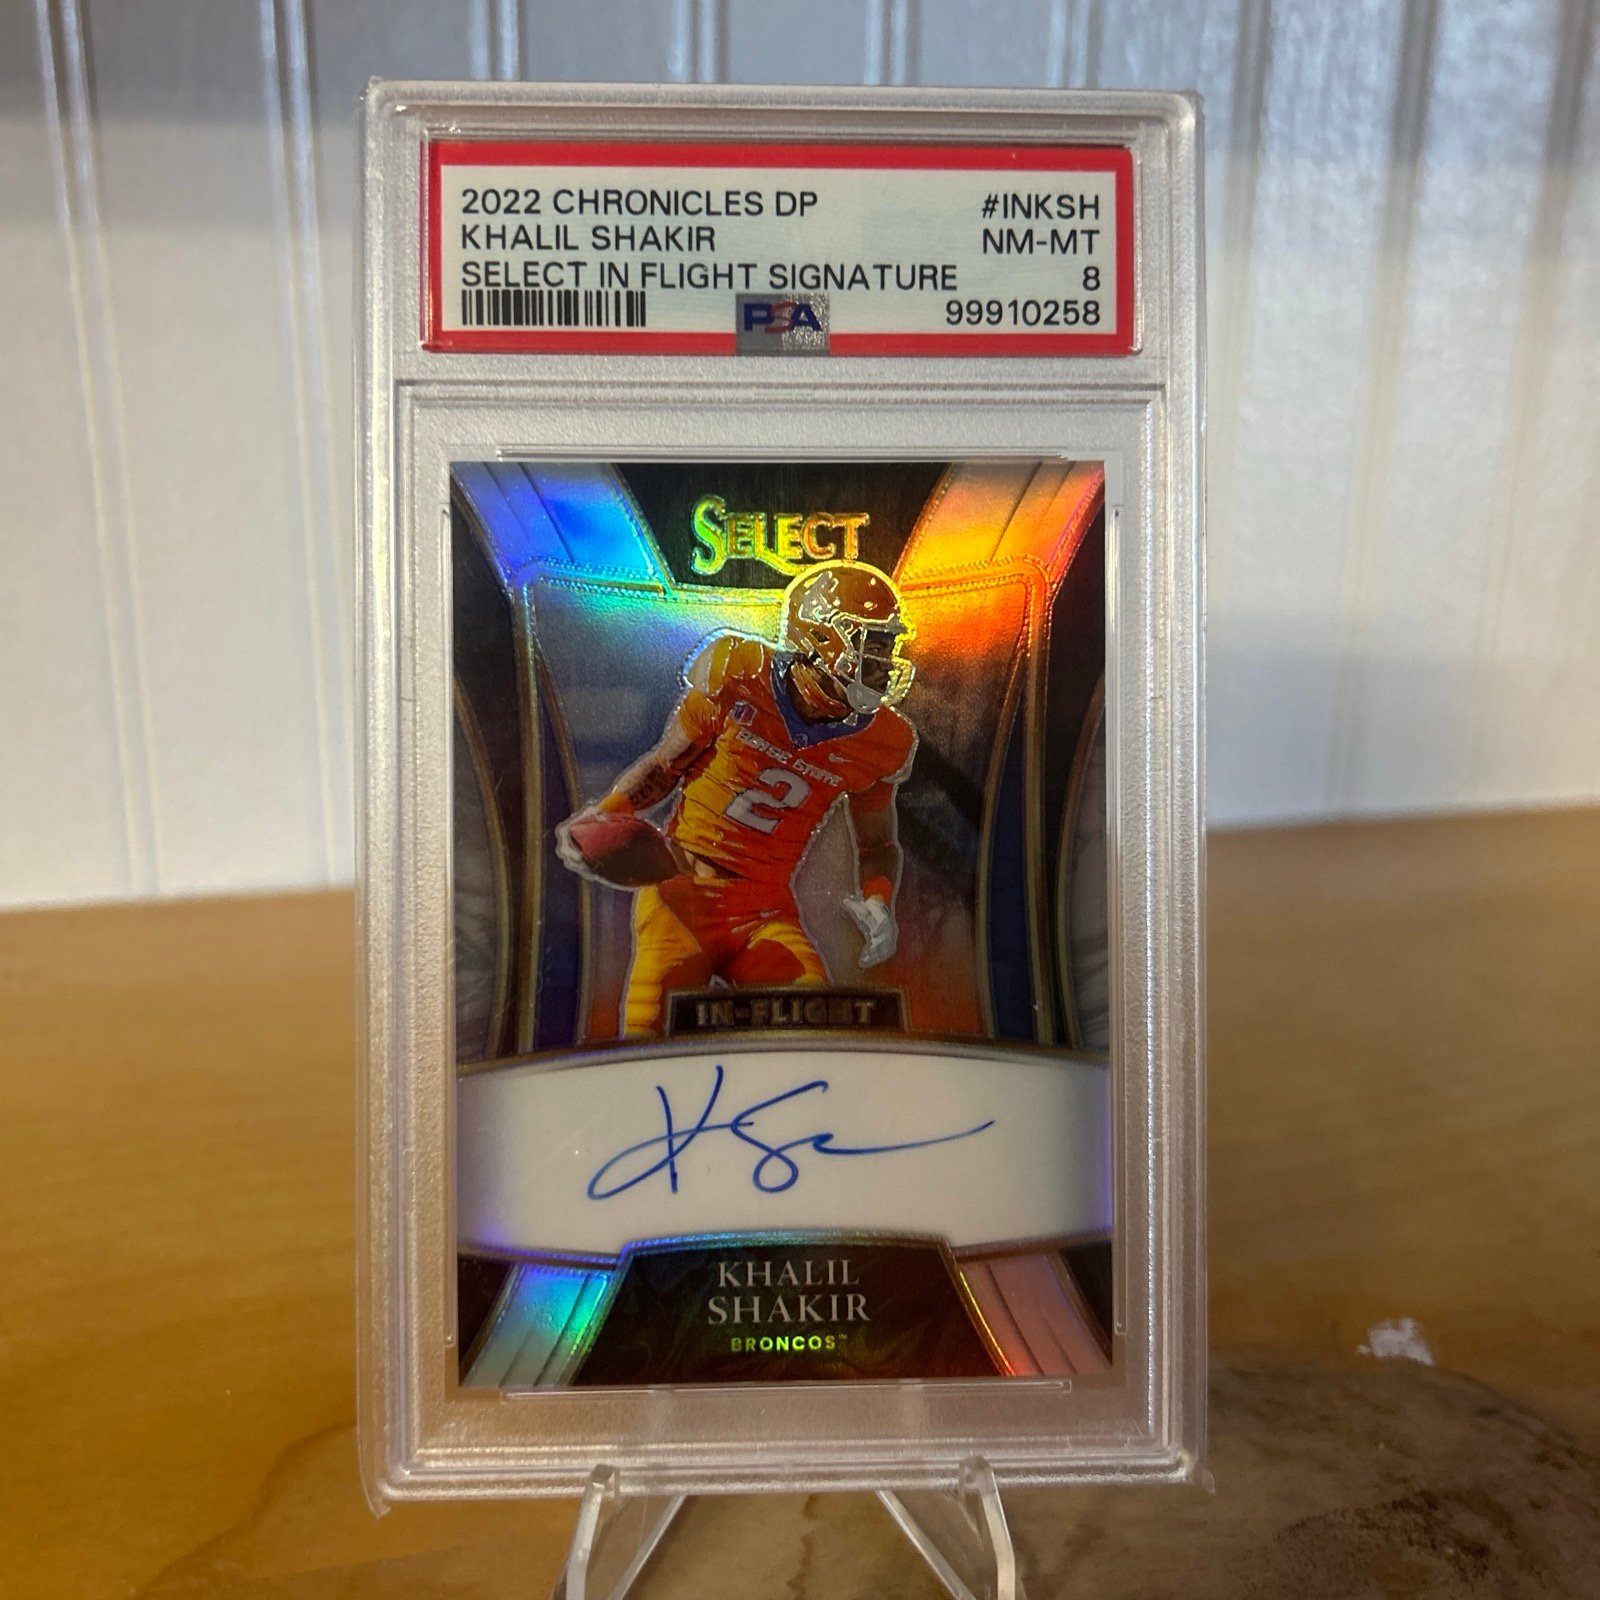 2022 CHRONICLES DP #INKSH
KHALIL SHAKIR NM-MT
SELECT IN FLIGHT SIGNATURE 8
PSA 99910258
SELECT
BOISE STATE
2
IN-FLIGHT
K S
KHALIL
SHAKIR
BRONCOS™